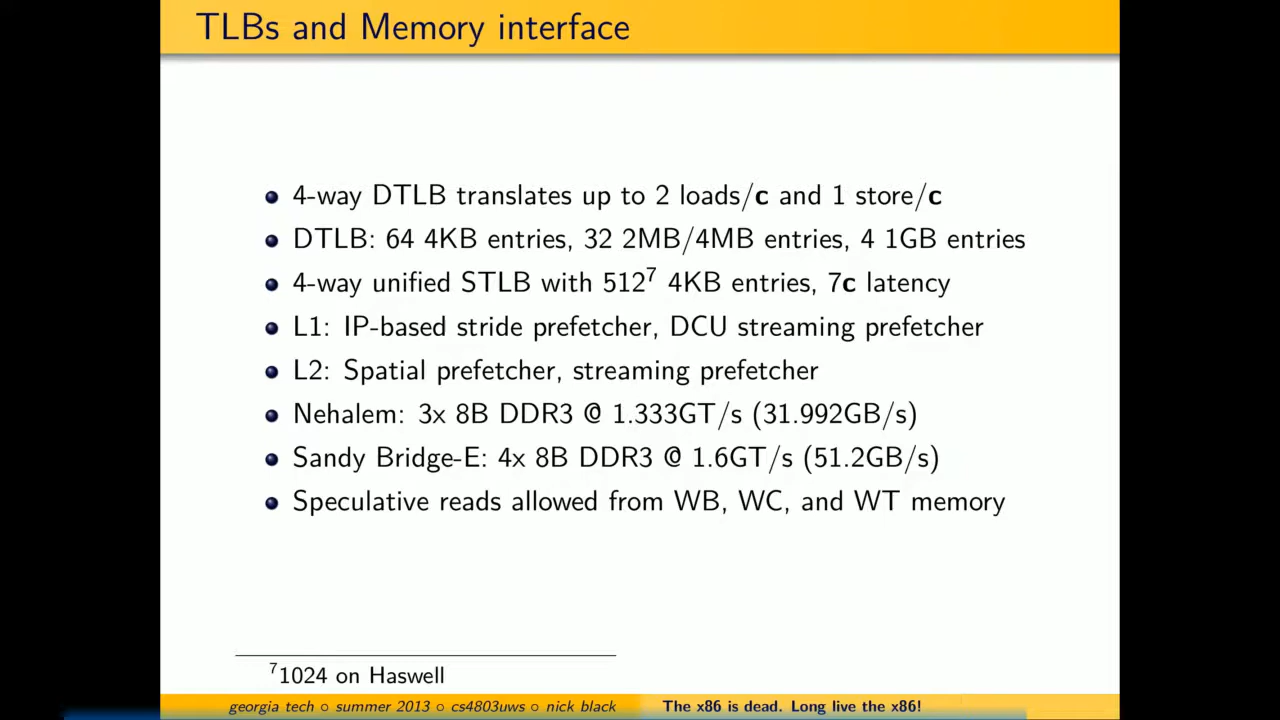 TLBs and Memory interface
4-way DTLB translates up to 2 loads/c and 1 store/c
DTLB: 64 4KB entries, 32 2MB/4MB entries, 4 1GB entries
4-way unified STLB with 512⁷ 4KB entries, 7c latency
L1: IP-based stride prefetcher, DCU streaming prefetcher
L2: Spatial prefetcher, streaming prefetcher
Nehalem: 3x 8B DDR3 @ 1.333GT/s (31.992GB/s)
Sandy Bridge-E: 4x 8B DDR3 @ 1.6GT/s (51.2GB/s)
Speculative reads allowed from WB, WC, and WT memory
⁷1024 on Haswell
georgia tech ○ summer 2013 ○ cs4803uws ○ nick black The x86 is dead. Long live the x86!